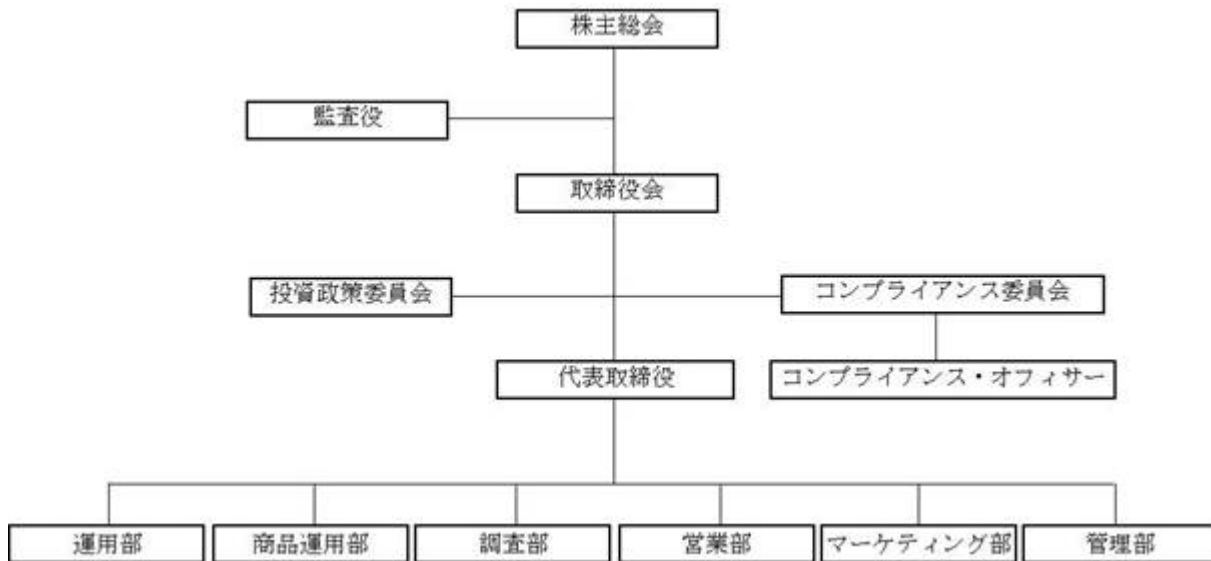 株主総会
監査役
取締役会
投資政策委員会
コンプライアンス委員会
代表取締役
コンプライアンス・オフィサー
運用部
商品運用部
調査部
営業部
マーケティング部
管理部